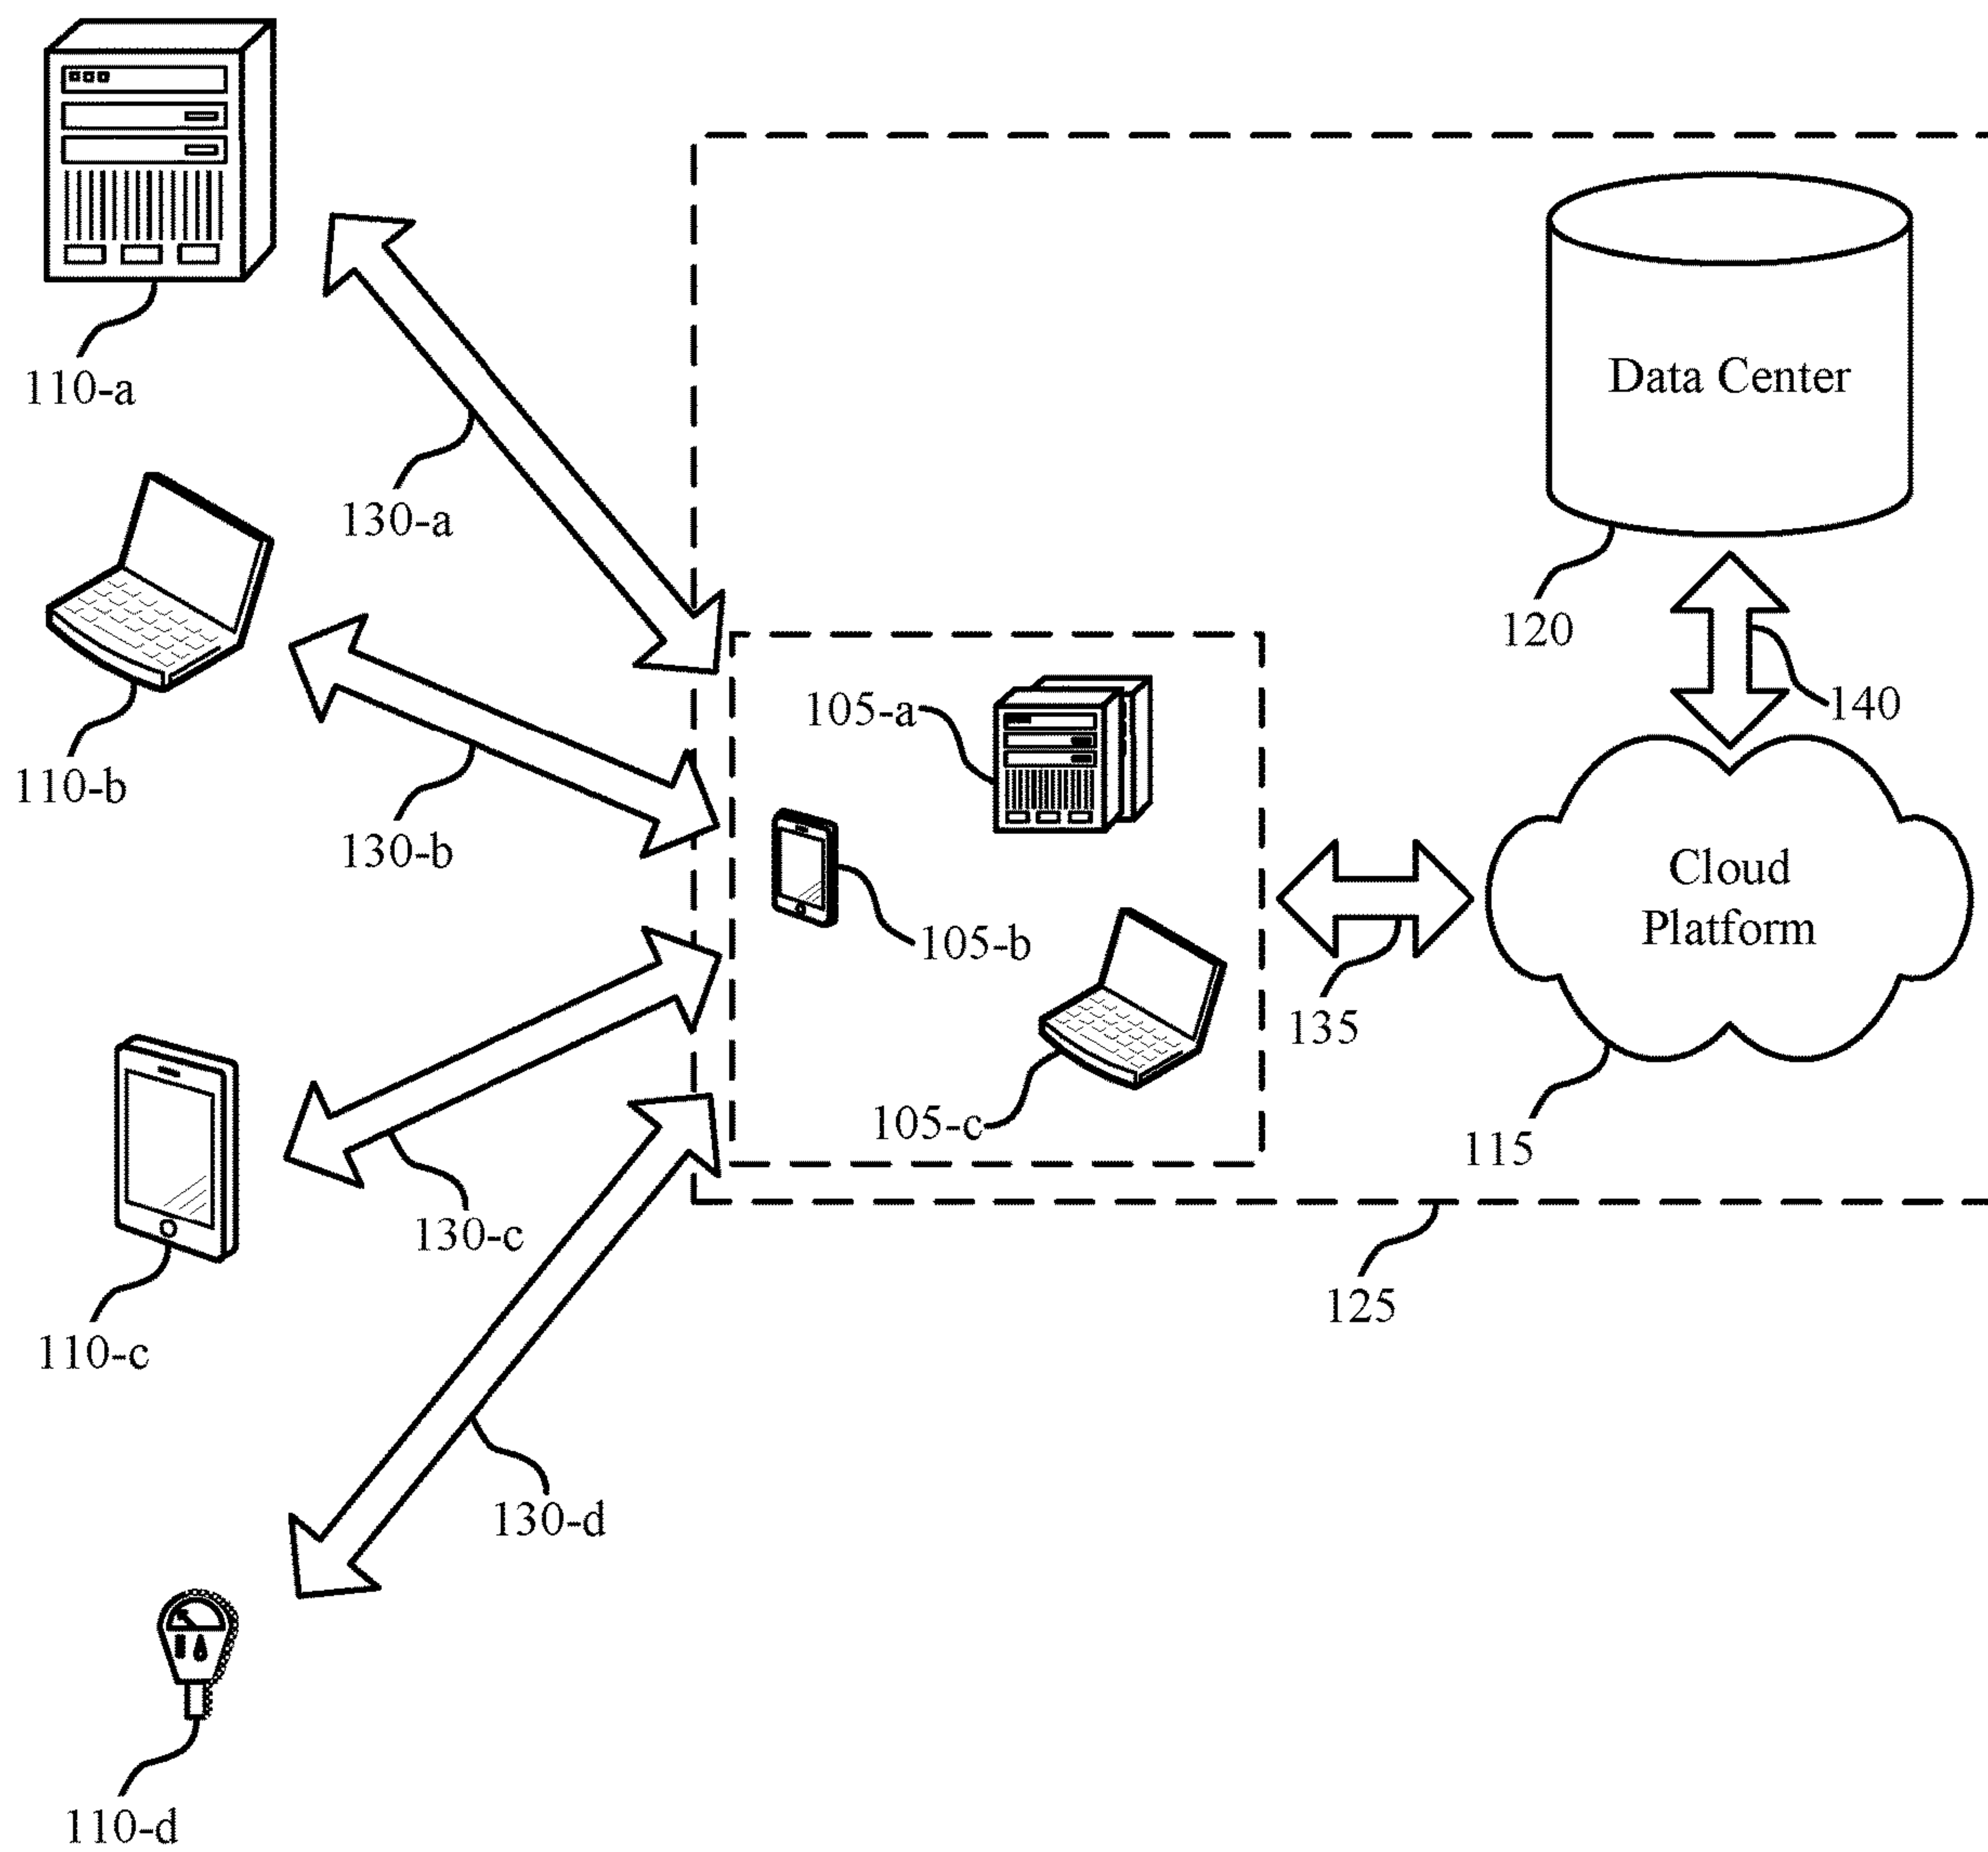 110-a
130-a
Data Center
120
140
110-b
130-b
105-a
105-b
105-c
Cloud
Platform
135
115
110-c
130-c
125
130-d
110-d